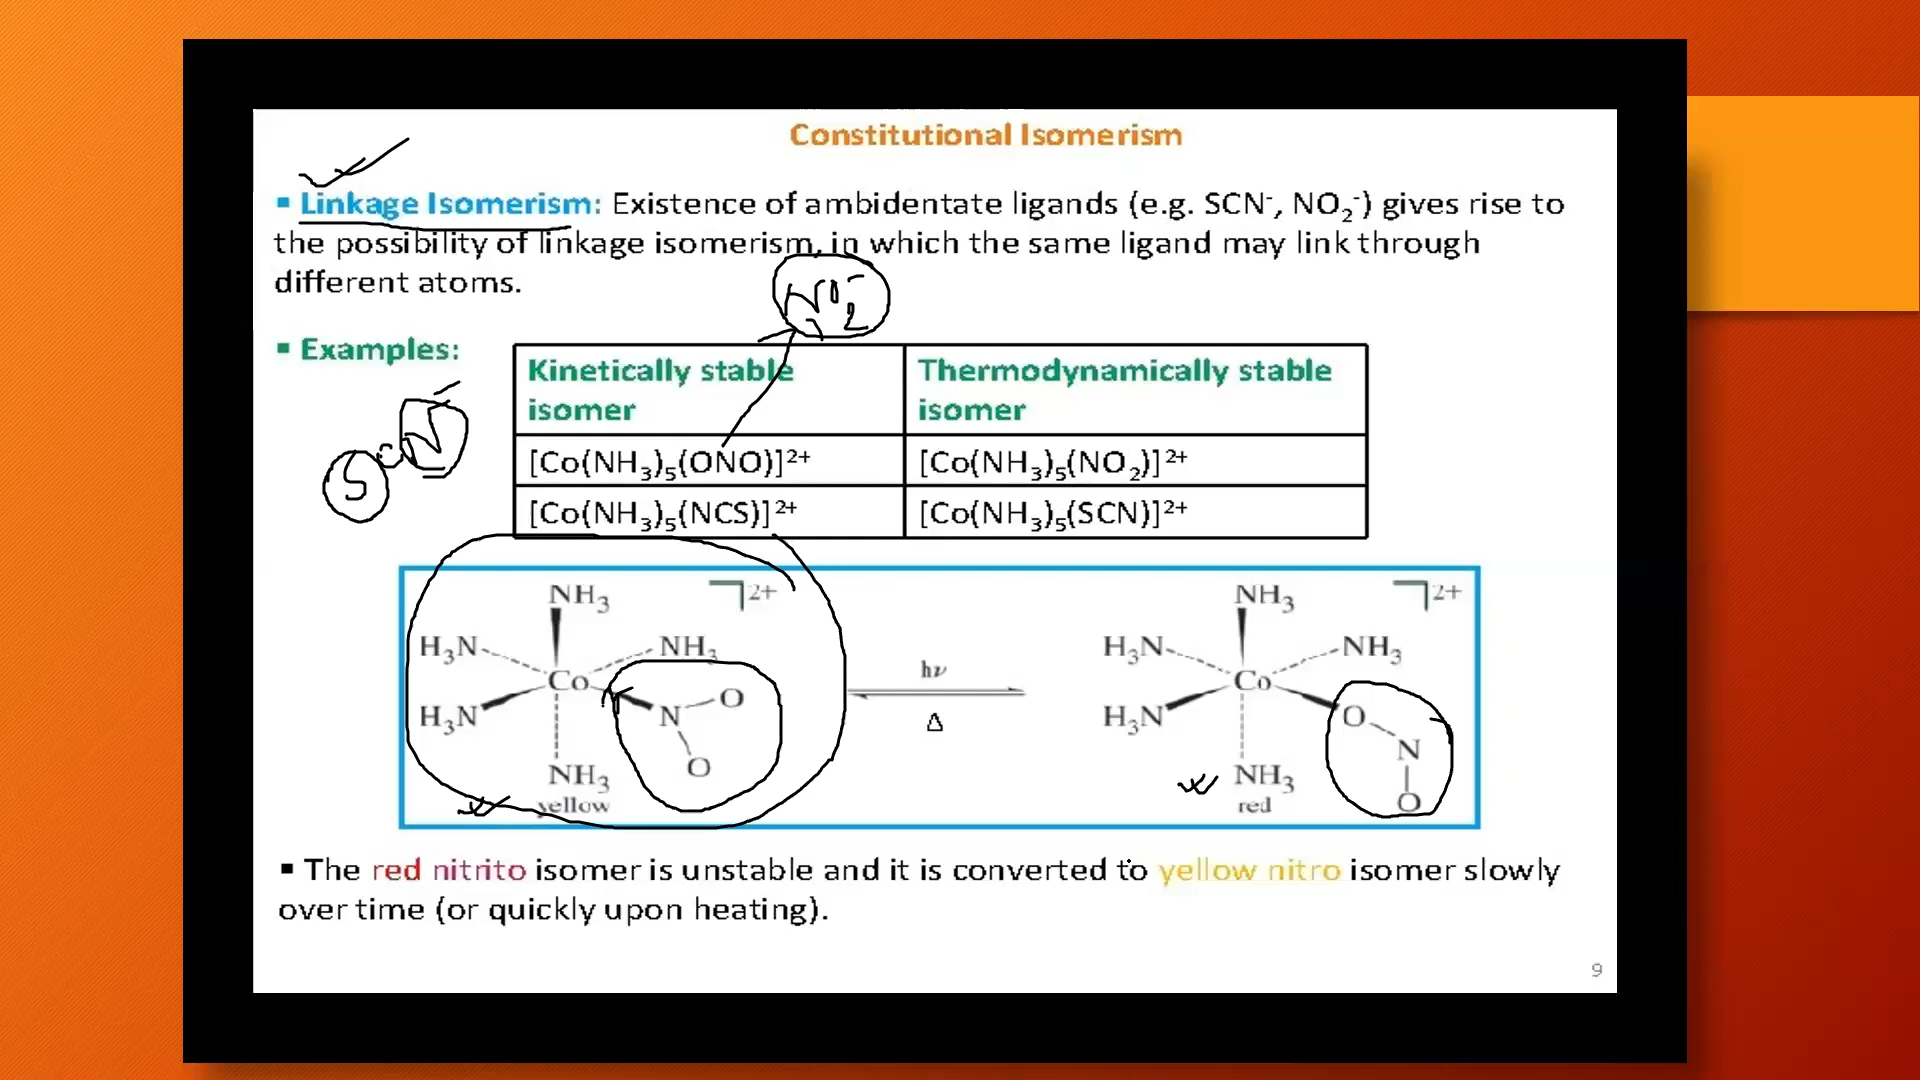 Constitutional Isomerism
▪ Linkage Isomerism: Existence of ambidentate ligands (e.g. SCN⁻, NO₂⁻) gives rise to
the possibility of linkage isomerism, in which the same ligand may link through
different atoms.
▪ Examples:
Kinetically stable isomer
Thermodynamically stable isomer
[Co(NH₃)₅(ONO)]²⁺
[Co(NH₃)₅(NO₂)]²⁺
[Co(NH₃)₅(NCS)]²⁺
[Co(NH₃)₅(SCN)]²⁺
S C N
NH₃ 2+
H₃N NH₃
Co
H₃N N O
O
NH₃
yellow
hν
Δ
NH₃ 2+
H₃N NH₃
Co
H₃N O
N
O
NH₃
red
▪ The red nitrito isomer is unstable and it is converted to yellow nitro isomer slowly
over time (or quickly upon heating).
9